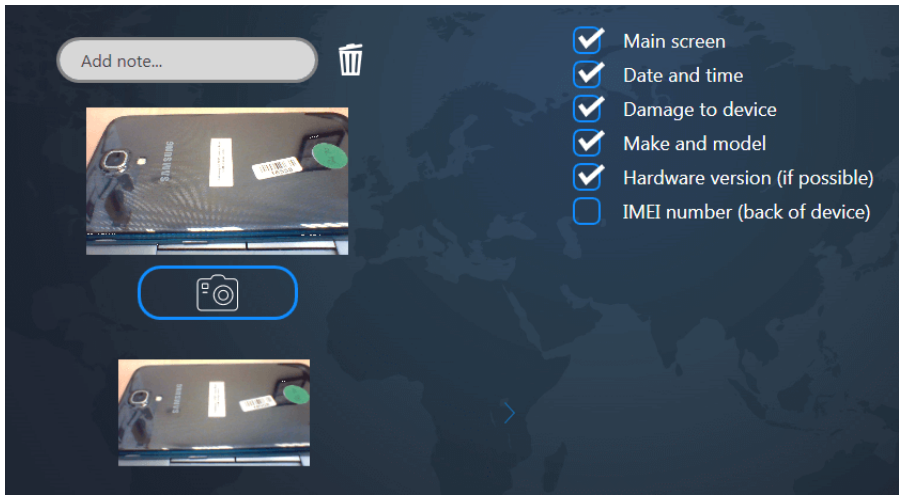 Add note...
SAMSUNG
SAMSUNG
Main screen
Date and time
Damage to device
Make and model
Hardware version (if possible)
IMEI number (back of device)